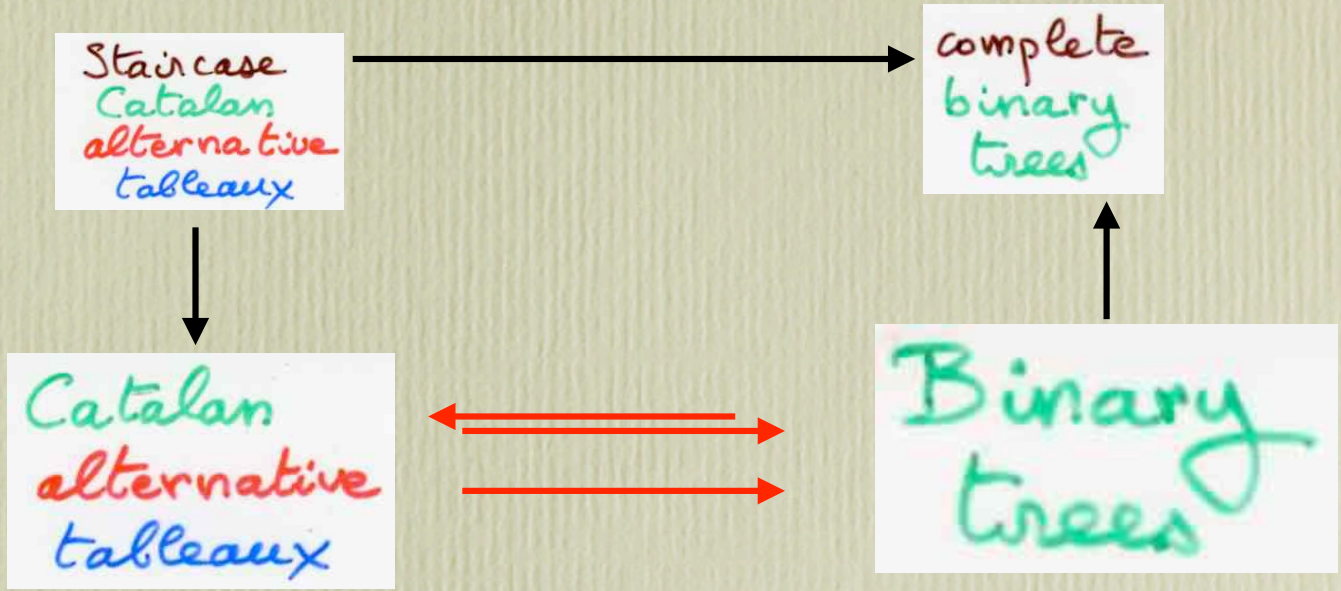 Staircase
Catalan
alternative
tableaux
complete
binary
trees
Catalan
alternative
tableaux
Binary
trees